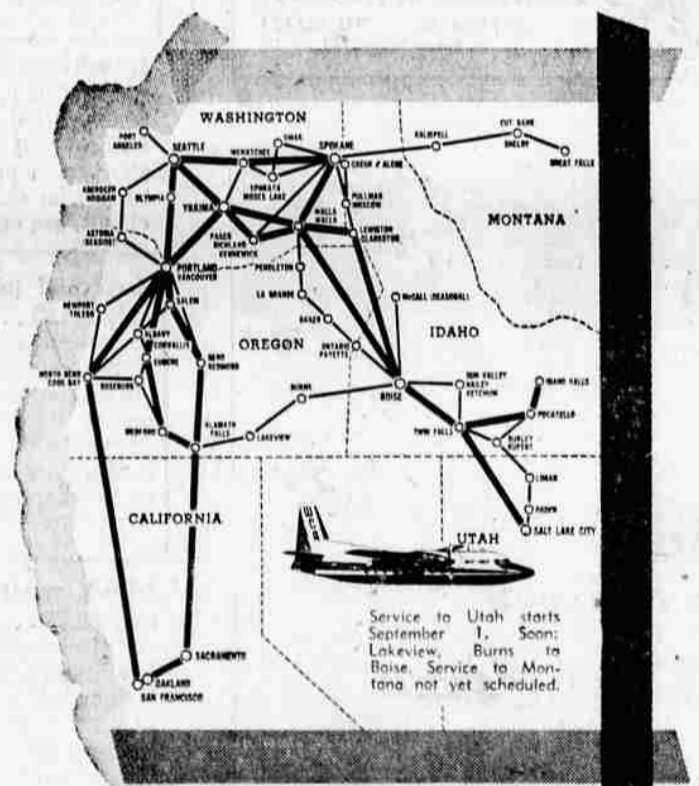 WASHINGTON
PORT
ANGELES
SEATTLE
WENATCHEE
OMAK
SPOKANE
KALISPELL
CUT BANK
SHELBY
GREAT FALLS
COEUR d'ALENE
EPHRATA
MOSES LAKE
ABERDEEN
HOQUIAM
OLYMPIA
YAKIMA
PULLMAN
MOSCOW
WALLA
WALLA
LEWISTON
CLARKSTON
MONTANA
ASTORIA
(SEASIDE)
PASCO
RICHLAND
KENNEWICK
PORTLAND
VANCOUVER
PENDLETON
LA GRANDE
McCALL (SEASONAL)
NEWPORT
TOLEDO
SALEM
BAKER
IDAHO
ALBANY
CORVALLIS
OREGON
ONTARIO
PAYETTE
EUGENE
BEND
REDMOND
NORTH BEND
COOS BAY
ROSEBURG
BURNS
BOISE
SUN VALLEY
HAILEY
KETCHUM
IDAHO FALLS
POCATELLO
MEDFORD
KLAMATH
FALLS
LAKEVIEW
TWIN FALLS
BURLEY
RUPERT
LOGAN
OGDEN
CALIFORNIA
UTAH
SALT LAKE CITY
Service to Utah starts
September 1. Soon:
Lakeview, Burns to
Boise. Service to Mon-
tana not yet scheduled.
SACRAMENTO
OAKLAND
SAN FRANCISCO